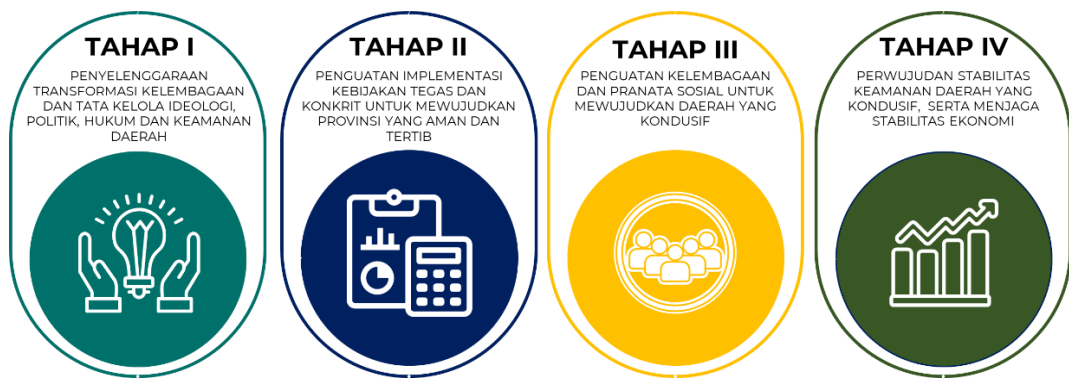 TAHAP I
PENYELENGGARAAN
TRANSFORMASI KELEMBAGAAN
DAN TATA KELOLA IDEOLOGI,
POLITIK, HUKUM DAN KEAMANAN
DAERAH
TAHAP II
PENGUATAN IMPLEMENTASI
KEBIJAKAN TEGAS DAN
KONKRIT UNTUK MEWUJUDKAN
PROVINSI YANG AMAN DAN
TERTIB
TAHAP III
PENGUATAN KELEMBAGAAN
DAN PRANATA SOSIAL UNTUK
MEWUJUDKAN DAERAH YANG
KONDUSIF
TAHAP IV
PERWUJUDAN STABILITAS
KEAMANAN DAERAH YANG
KONDUSIF, SERTA MENJAGA
STABILITAS EKONOMI